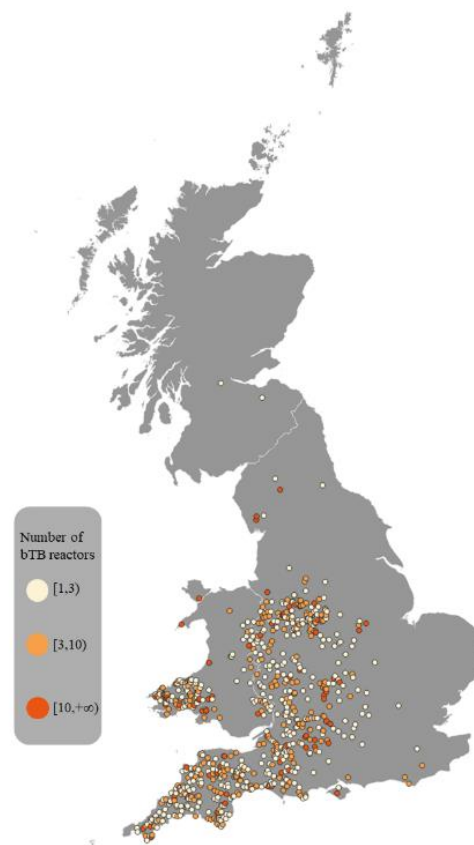 Number of
bTB reactors
[1,3)
[3,10)
[10,+∞)